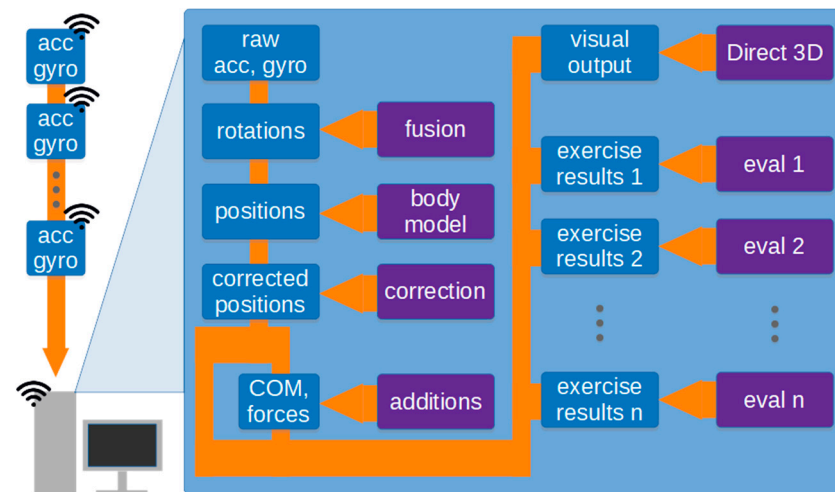 acc
gyro
acc
gyro
acc
gyro
raw
acc, gyro
rotations
fusion
positions
body
model
corrected
positions
correction
COM,
forces
additions
visual
output
Direct 3D
exercise
results 1
eval 1
exercise
results 2
eval 2
exercise
results n
eval n